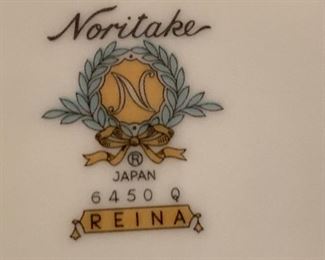 Noritake
N
®
JAPAN
6450 Q
REINA